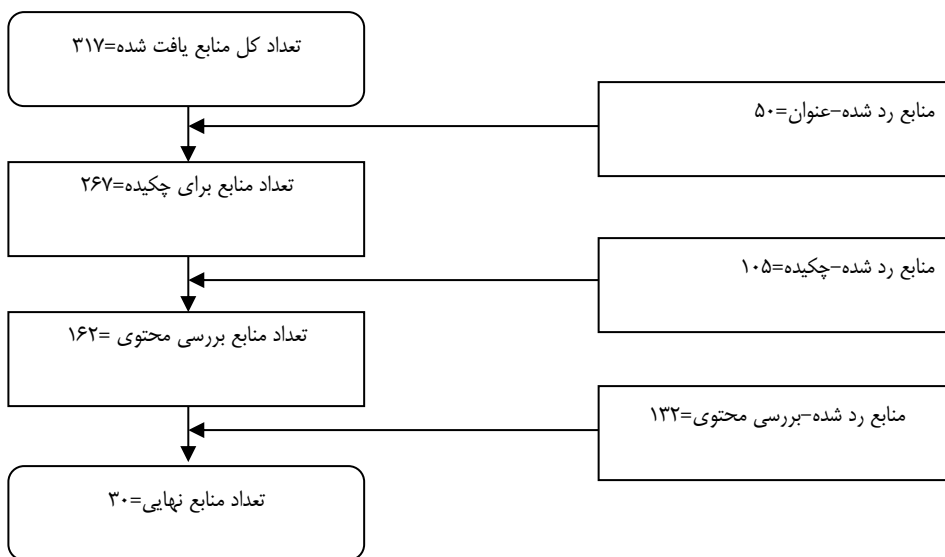 تعداد کل منابع یافت شده=۳۱۷
منابع رد شده-عنوان=۵۰
تعداد منابع برای چکیده=۲۶۷
منابع رد شده-چکیده=۱۰۵
تعداد منابع بررسی محتوی =۱۶۲
منابع رد شده-بررسی محتوی=۱۳۲
تعداد منابع نهایی=۳۰